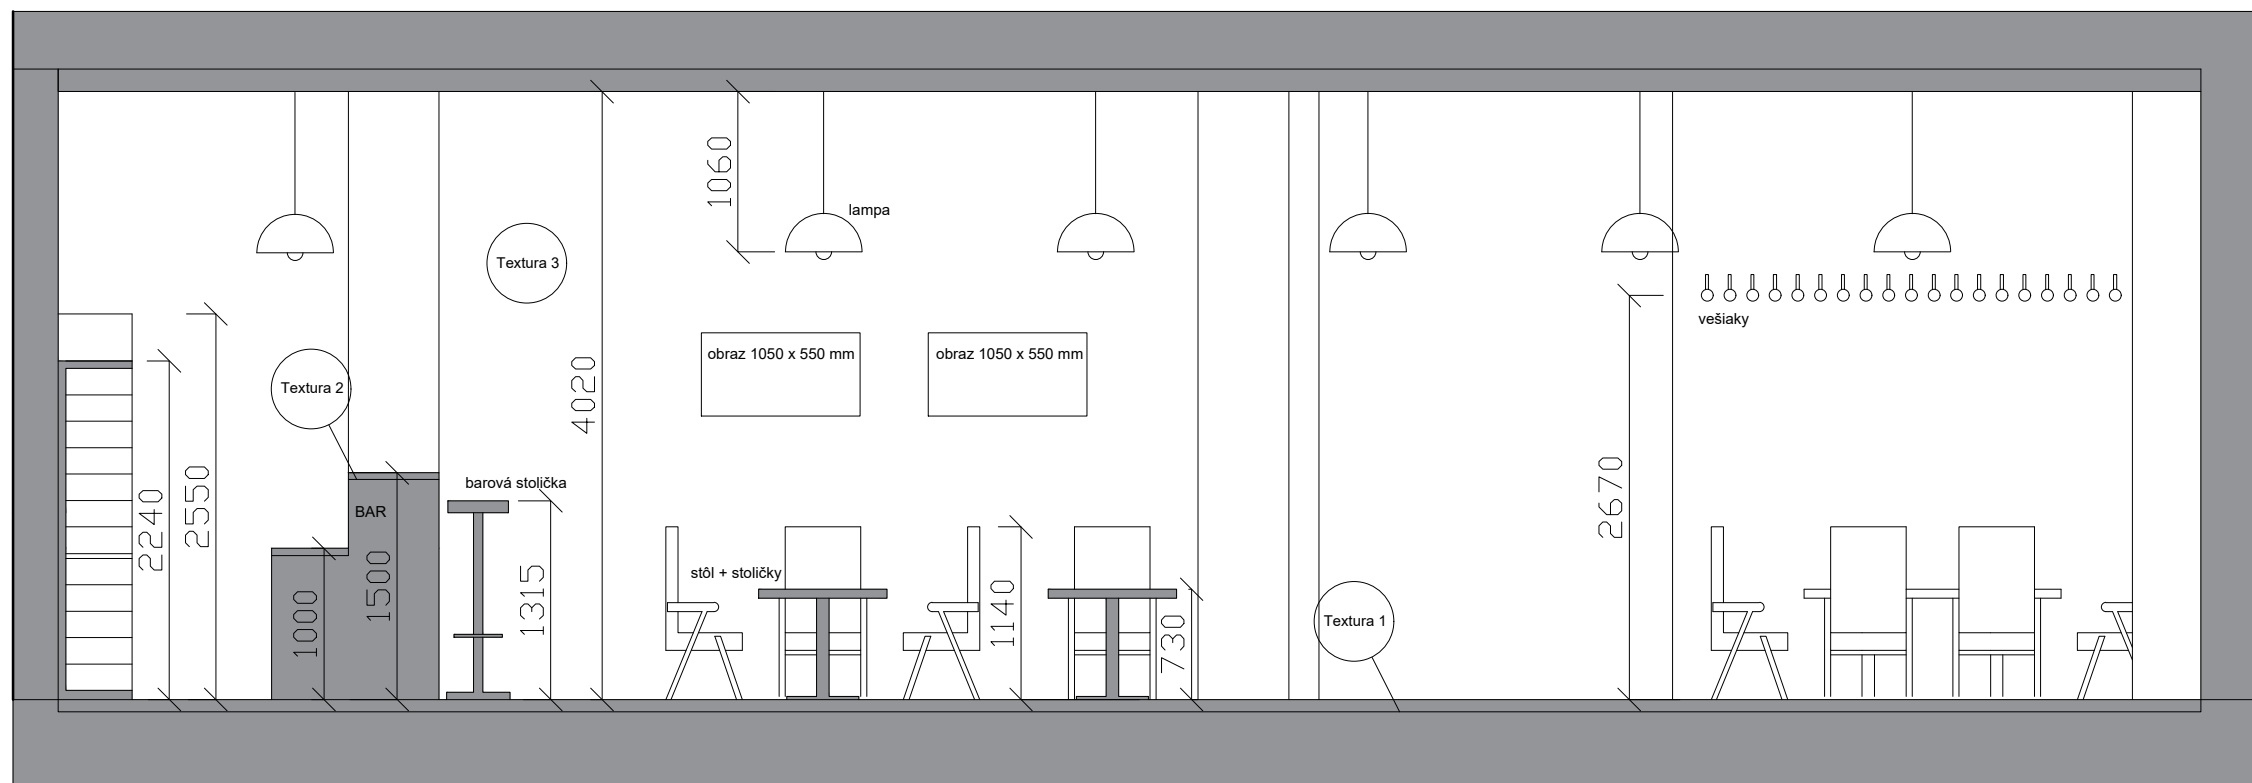 1060
lampa
Textura 3
vešiaky
obraz 1050 x 550 mm
obraz 1050 x 550 mm
Textura 2
4020
2550
2240
barová stolička
2670
BAR
1500
1315
stôl + stoličky
1140
1000
730
Textura 1